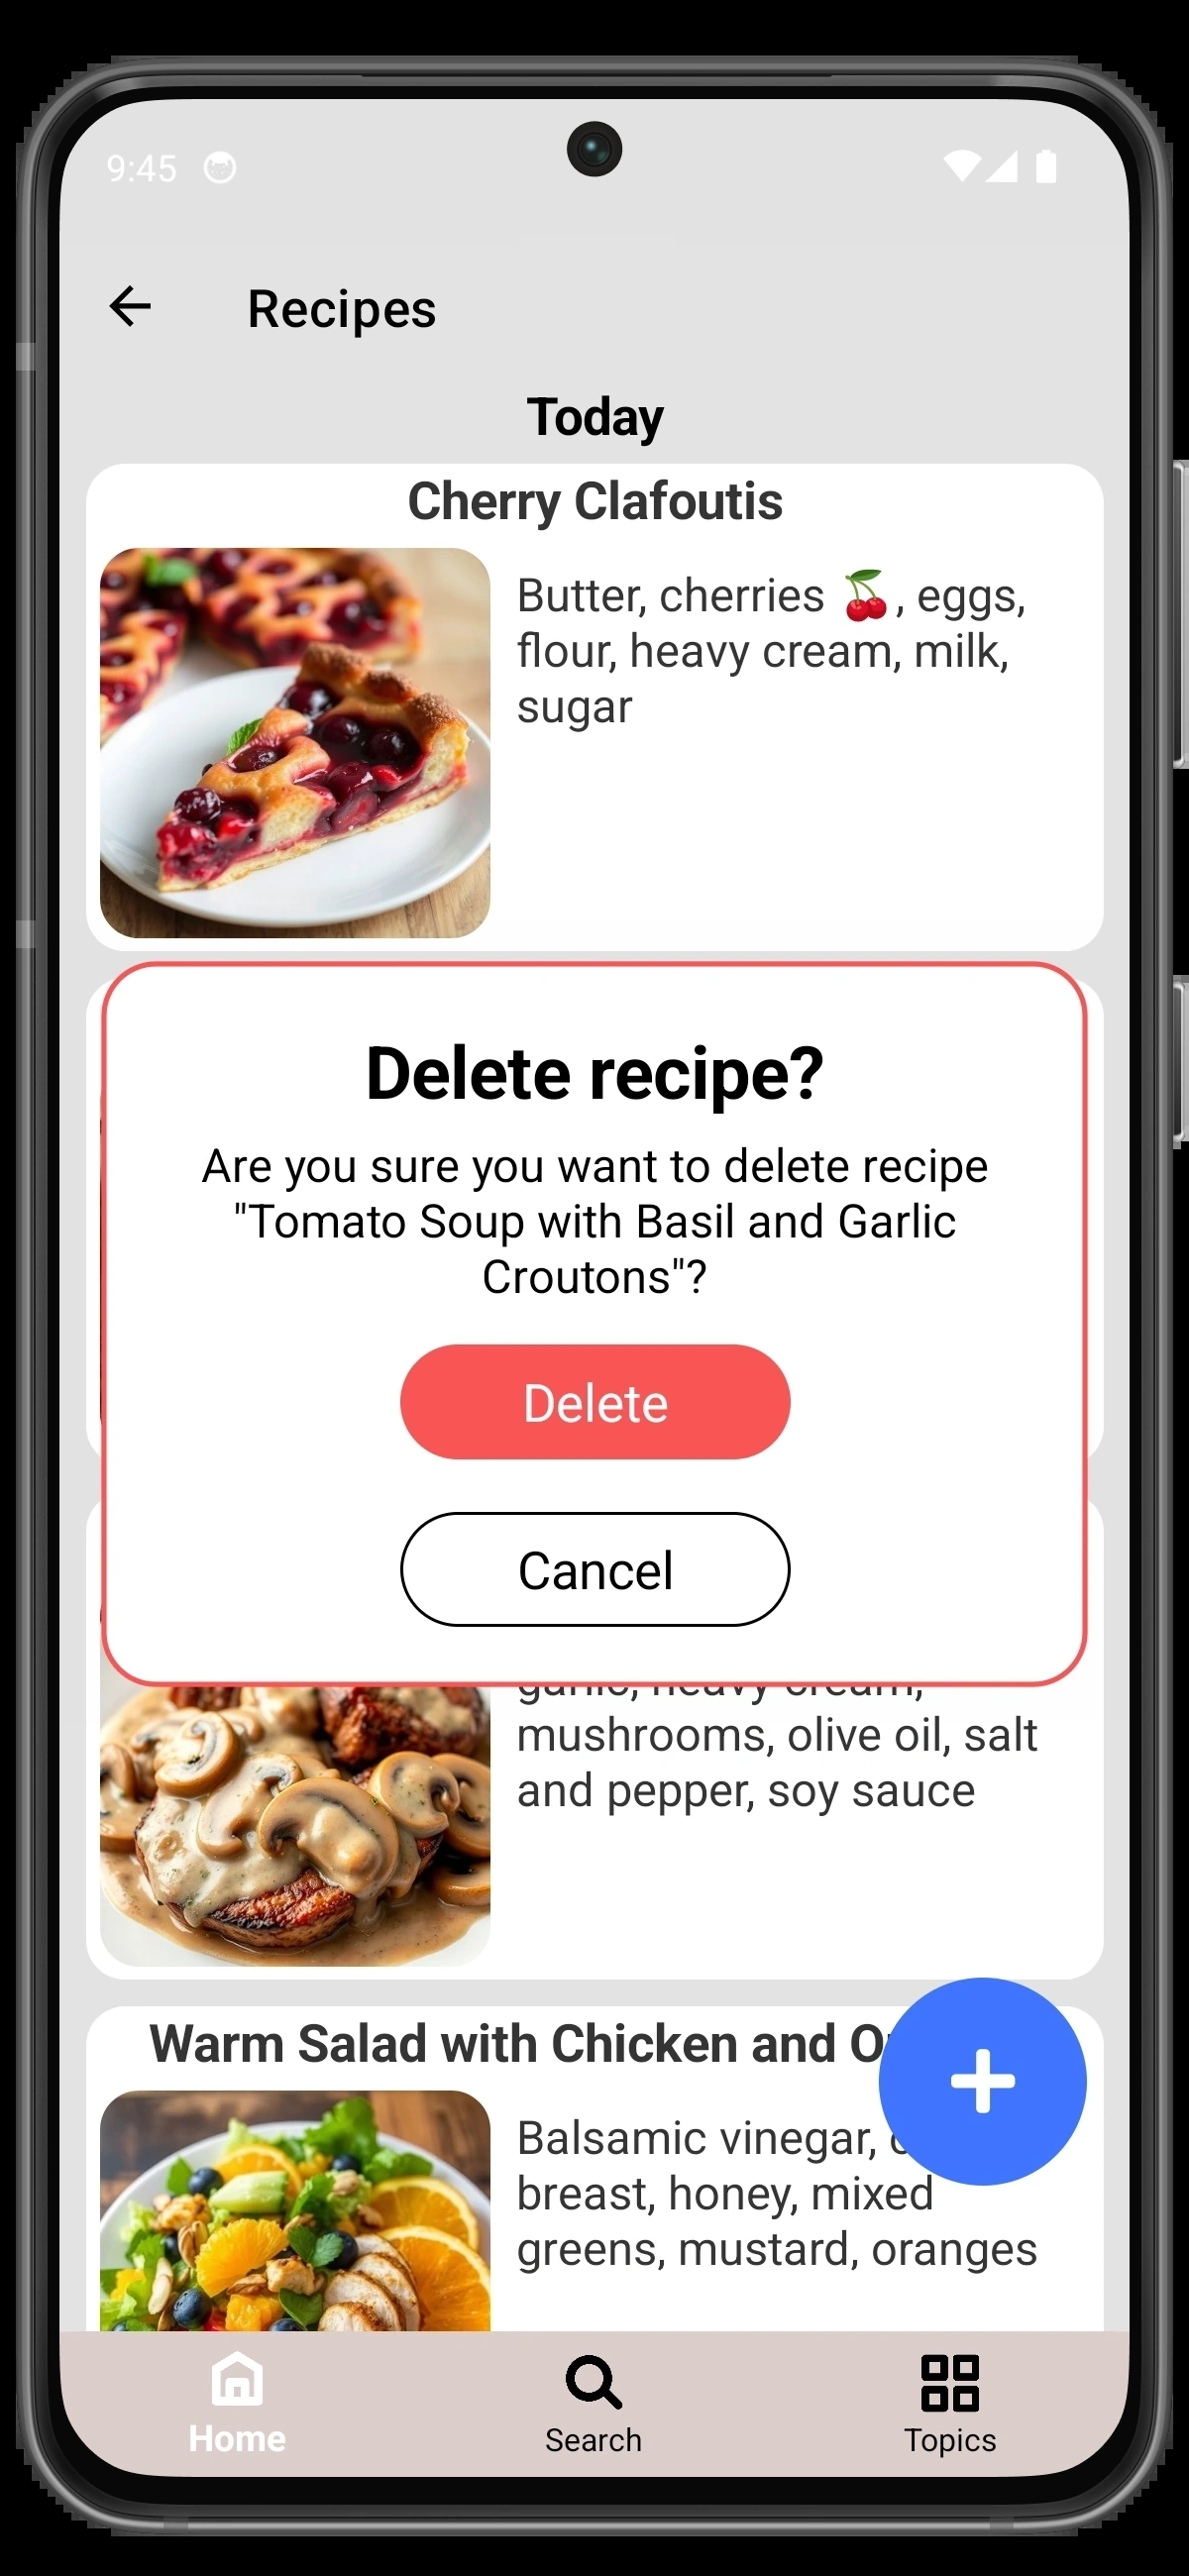 9:45
Recipes
Today
Cherry Clafoutis
Butter, cherries 🍒, eggs,
flour, heavy cream, milk,
sugar
Delete recipe?
Are you sure you want to delete recipe
"Tomato Soup with Basil and Garlic
Croutons"?
Delete
Cancel
garlic, heavy cream,
mushrooms, olive oil, salt
and pepper, soy sauce
Warm Salad with Chicken and
Balsamic vinegar,
breast, honey, mixed
greens, mustard, oranges
Home
Search
Topics